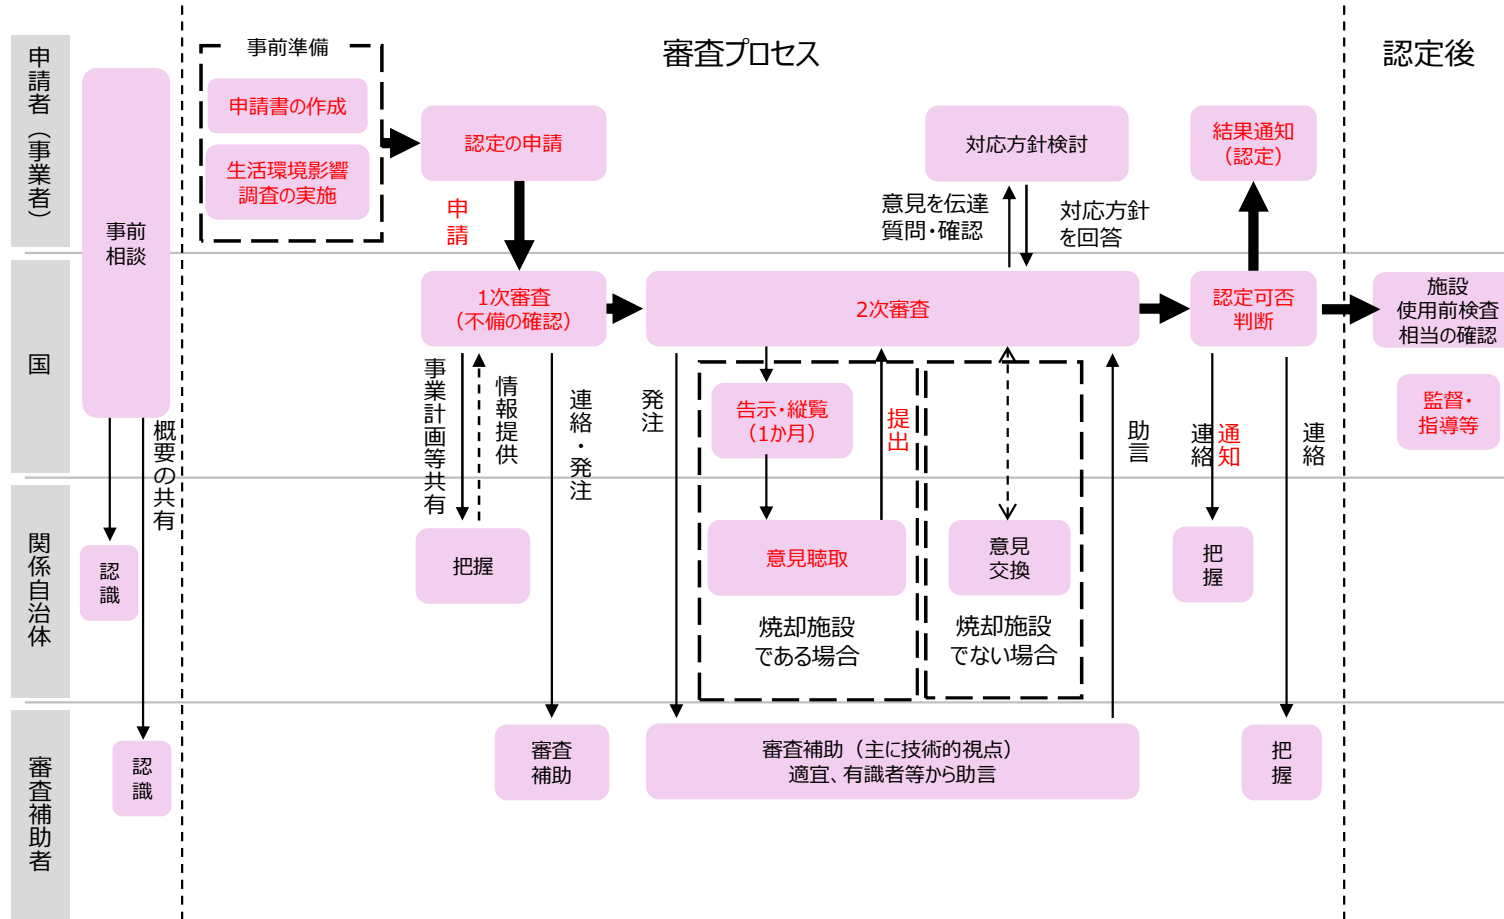 審査プロセス
認定後
申請者（事業者）
国
関係自治体
審査補助者
事前
相談
概要の共有
認識
認識
事前準備
申請書の作成
生活環境影響
調査の実施
認定の申請
申請
1次審査
（不備の確認）
事業計画等共有
情報提供
連絡・発注
把握
審査
補助
対応方針検討
意見を伝達
質問・確認
対応方針
を回答
2次審査
発注
告示・縦覧
（1か月）
提出
意見聴取
焼却施設
である場合
意見
交換
焼却施設
でない場合
助言
審査補助（主に技術的視点）
適宜、有識者等から助言
結果通知
（認定）
認定可否
判断
連絡
通知
連絡
把握
把握
施設
使用前検査
相当の確認
監督・
指導等